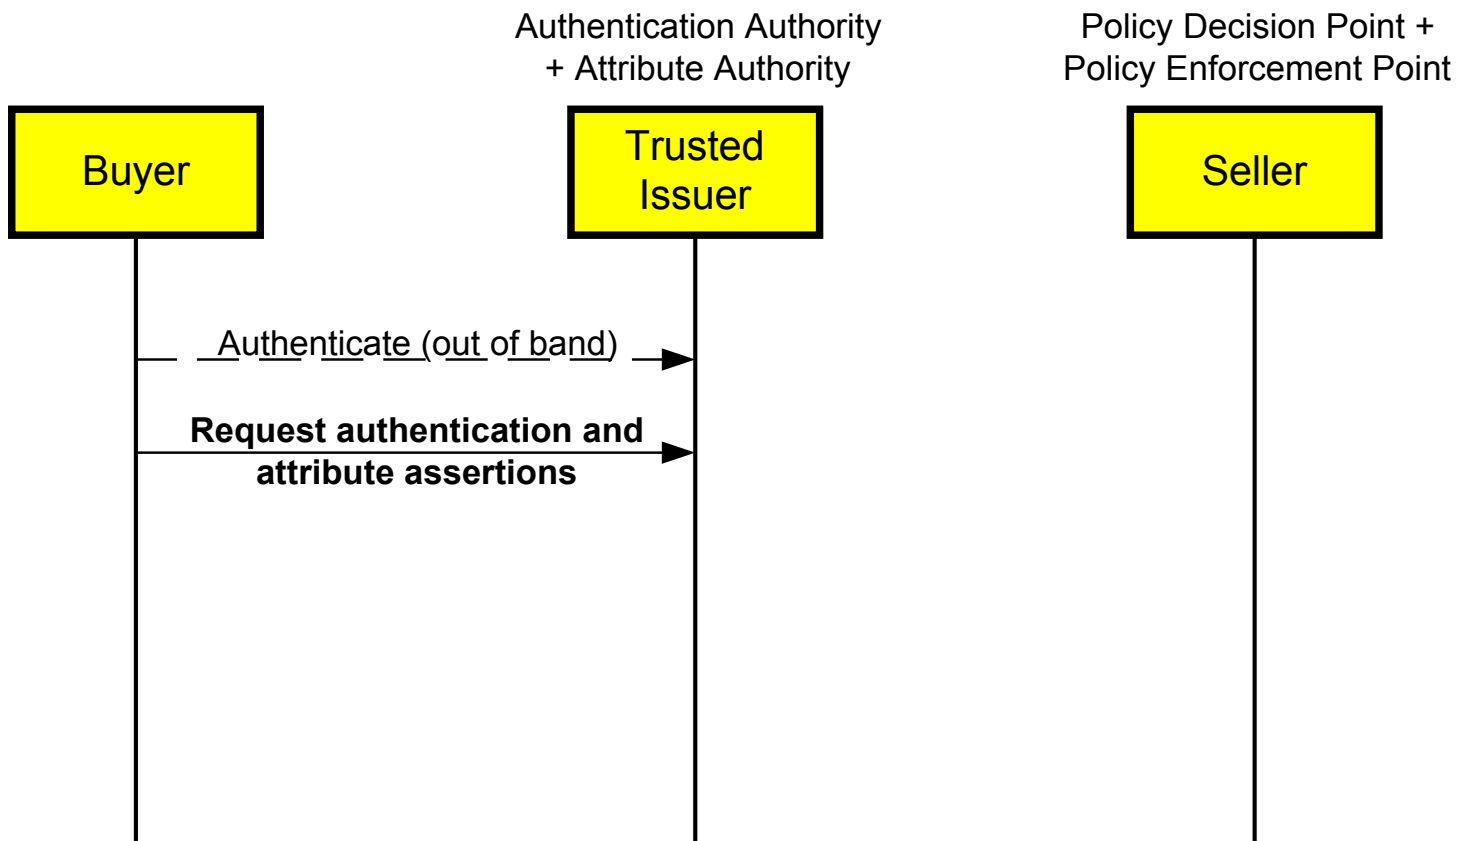 Authentication Authority
+ Attribute Authority
Policy Decision Point +
Policy Enforcement Point
Buyer
Trusted
Issuer
Seller
Authenticate (out of band)
Request authentication and
attribute assertions